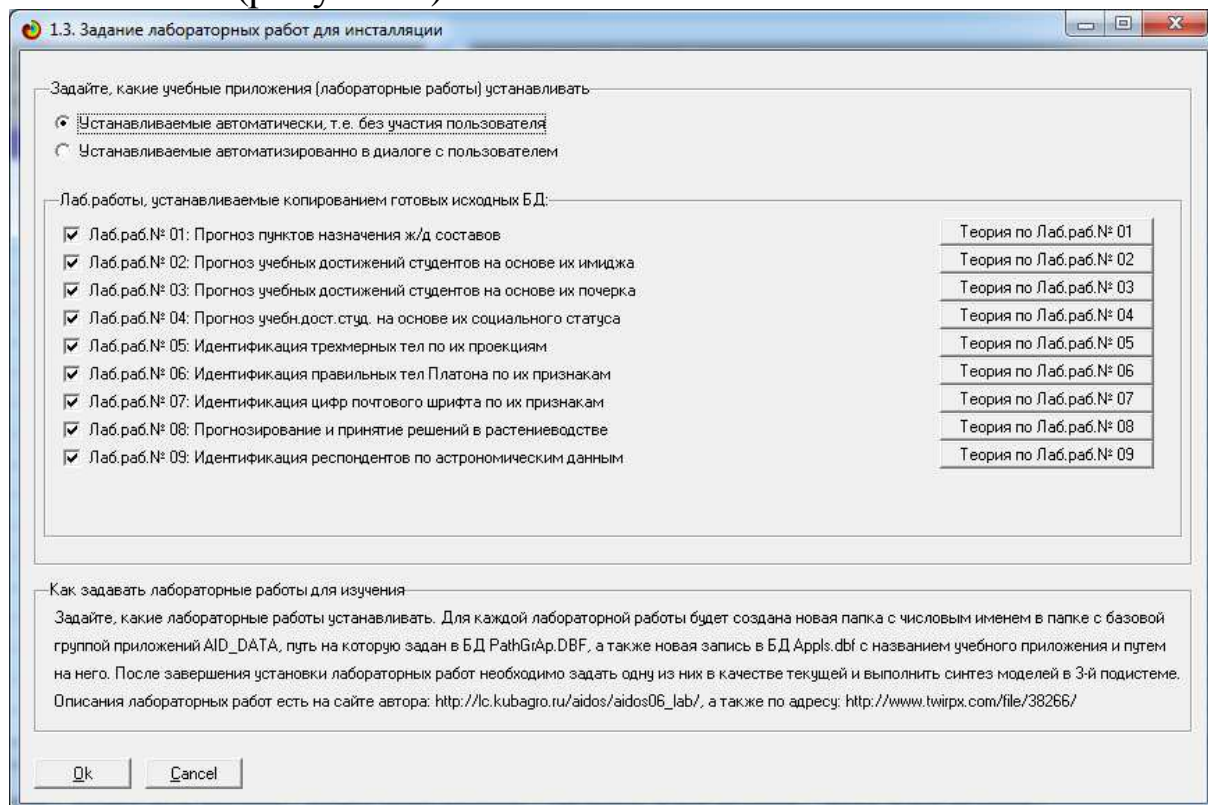 1.3. Задание лабораторных работ для инсталляции
Задайте, какие учебные приложения (лабораторные работы) устанавливать
Устанавливаемые автоматически, т.е. без участия пользователя
Устанавливаемые автоматизированно в диалоге с пользователем
Лаб.работы, устанавливаемые копированием готовых исходных БД:
Лаб.раб.№ 01: Прогноз пунктов назначения ж/д составов Теория по Лаб.раб.№ 01
Лаб.раб.№ 02: Прогноз учебных достижений студентов на основе их имиджа Теория по Лаб.раб.№ 02
Лаб.раб.№ 03: Прогноз учебных достижений студентов на основе их почерка Теория по Лаб.раб.№ 03
Лаб.раб.№ 04: Прогноз учебн.дост.студ. на основе их социального статуса Теория по Лаб.раб.№ 04
Лаб.раб.№ 05: Идентификация трехмерных тел по их проекциям Теория по Лаб.раб.№ 05
Лаб.раб.№ 06: Идентификация правильных тел Платона по их признакам Теория по Лаб.раб.№ 06
Лаб.раб.№ 07: Идентификация цифр почтового шрифта по их признакам Теория по Лаб.раб.№ 07
Лаб.раб.№ 08: Прогнозирование и принятие решений в растениеводстве Теория по Лаб.раб.№ 08
Лаб.раб.№ 09: Идентификация респондентов по астрономическим данным Теория по Лаб.раб.№ 09
Как задавать лабораторные работы для изучения
Задайте, какие лабораторные работы устанавливать. Для каждой лабораторной работы будет создана новая папка с числовым именем в папке с базовой
группой приложений AID_DATA, путь на которую задан в БД PathGrAp.DBF, а также новая запись в БД Appls.dbf с названием учебного приложения и путем
на него. После завершения установки лабораторных работ необходимо задать одну из них в качестве текущей и выполнить синтез моделей в 3-й подистеме.
Описания лабораторных работ есть на сайте автора: http://lc.kubagro.ru/aidos/aidos06_lab/, а также по адресу: http://www.twirpx.com/file/38266/
Ok Cancel